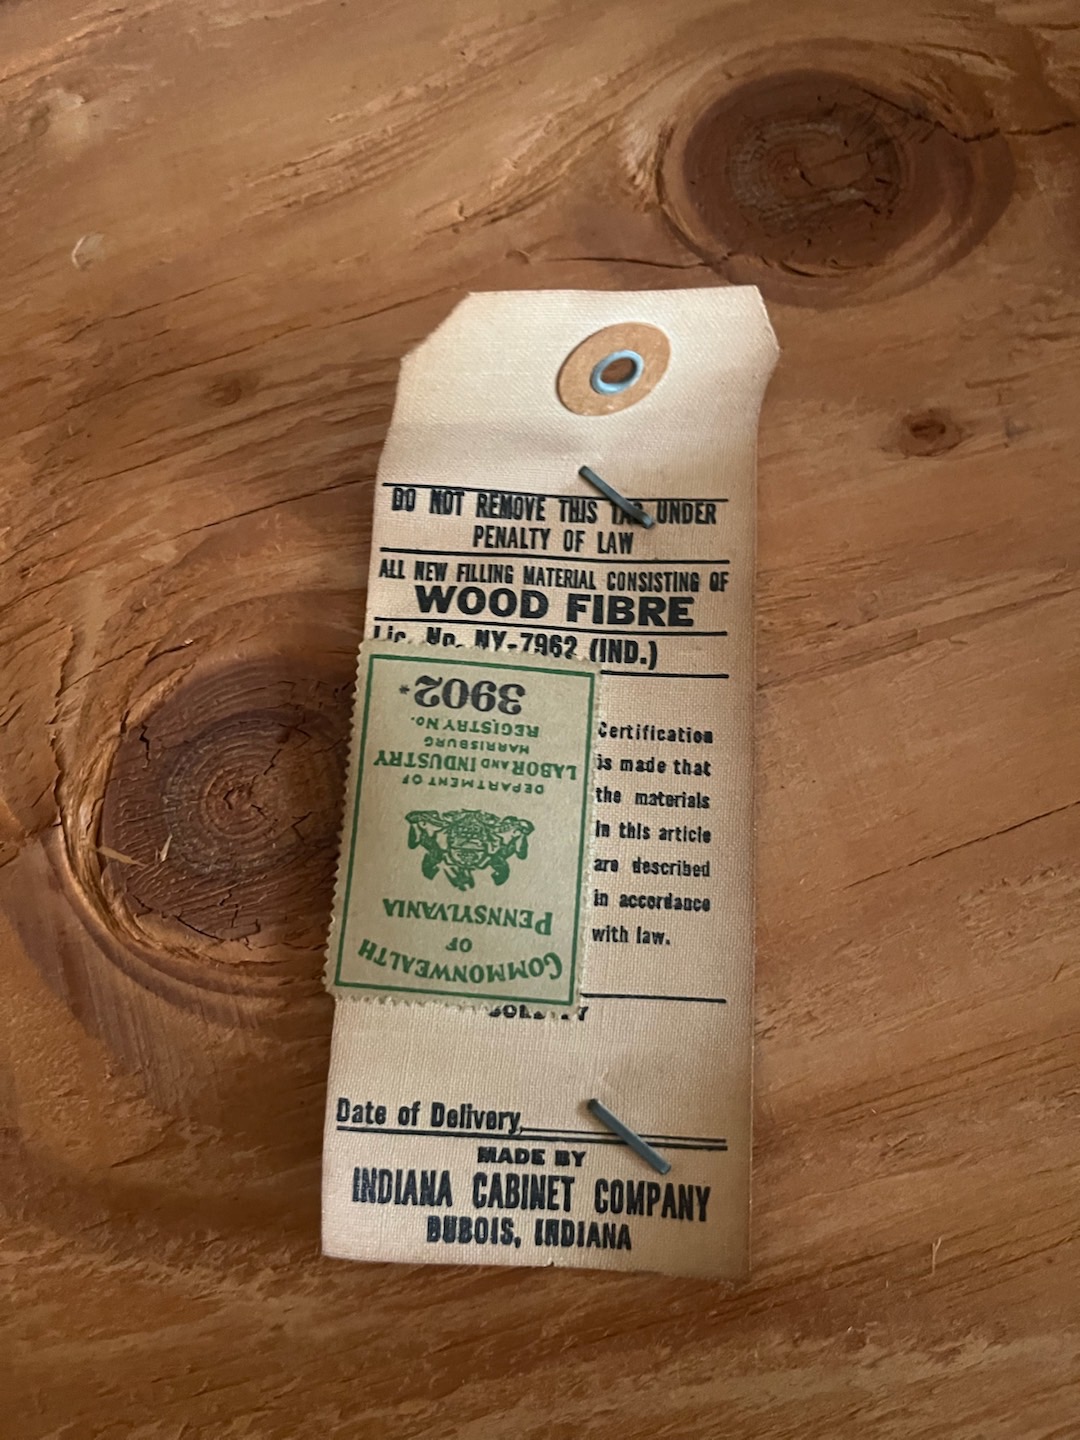 DO NOT REMOVE THIS TAG UNDER
PENALTY OF LAW
ALL NEW FILLING MATERIAL CONSISTING OF
WOOD FIBRE
Lic. No. NY-7962 (IND.)
Certification
is made that
the materials
in this article
are described
in accordance
with law.
COMMONWEALTH
OF
PENNSYLVANIA
DEPARTMENT OF
LABOR AND INDUSTRY
HARRISBURG
REGISTRY No.
3902*
Date of Delivery
MADE BY
INDIANA CABINET COMPANY
DUBOIS, INDIANA